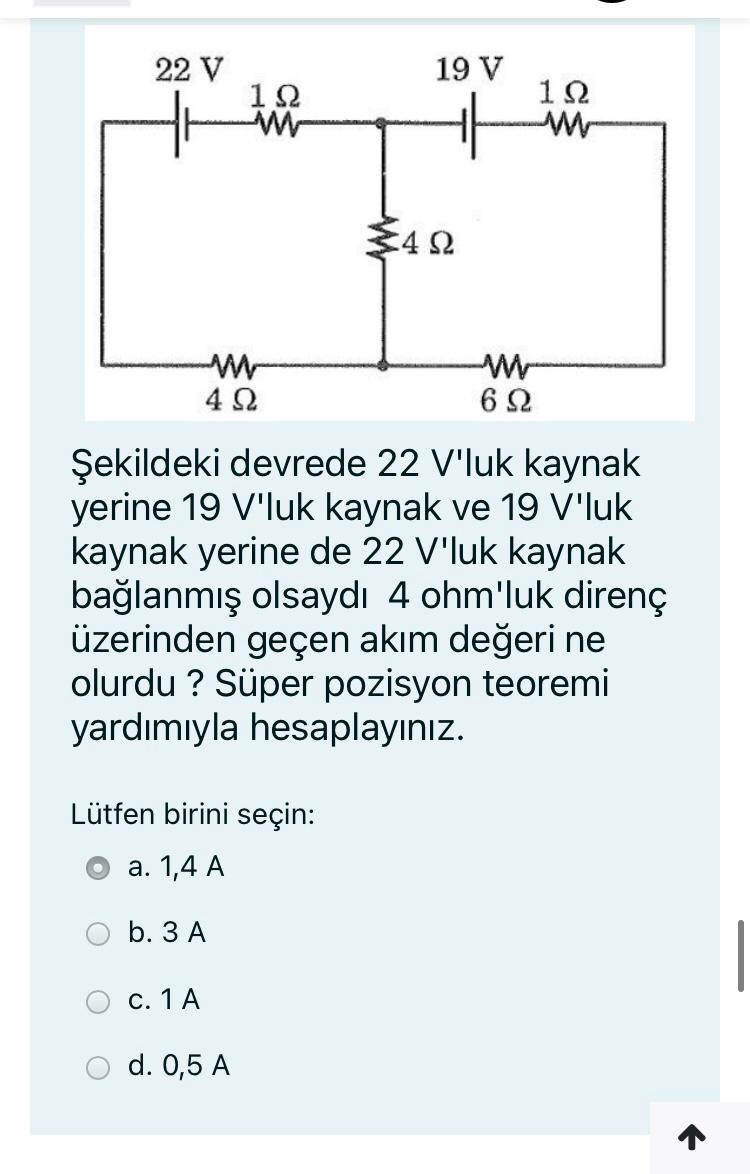 22 V
19 V
1 Ω
1 Ω
4 Ω
4 Ω
6 Ω
Şekildeki devrede 22 V'luk kaynak
yerine 19 V'luk kaynak ve 19 V'luk
kaynak yerine de 22 V'luk kaynak
bağlanmış olsaydı 4 ohm'luk direnç
üzerinden geçen akım değeri ne
olurdu ? Süper pozisyon teoremi
yardımıyla hesaplayınız.
Lütfen birini seçin:
a. 1,4 A
b. 3 A
c. 1 A
d. 0,5 A